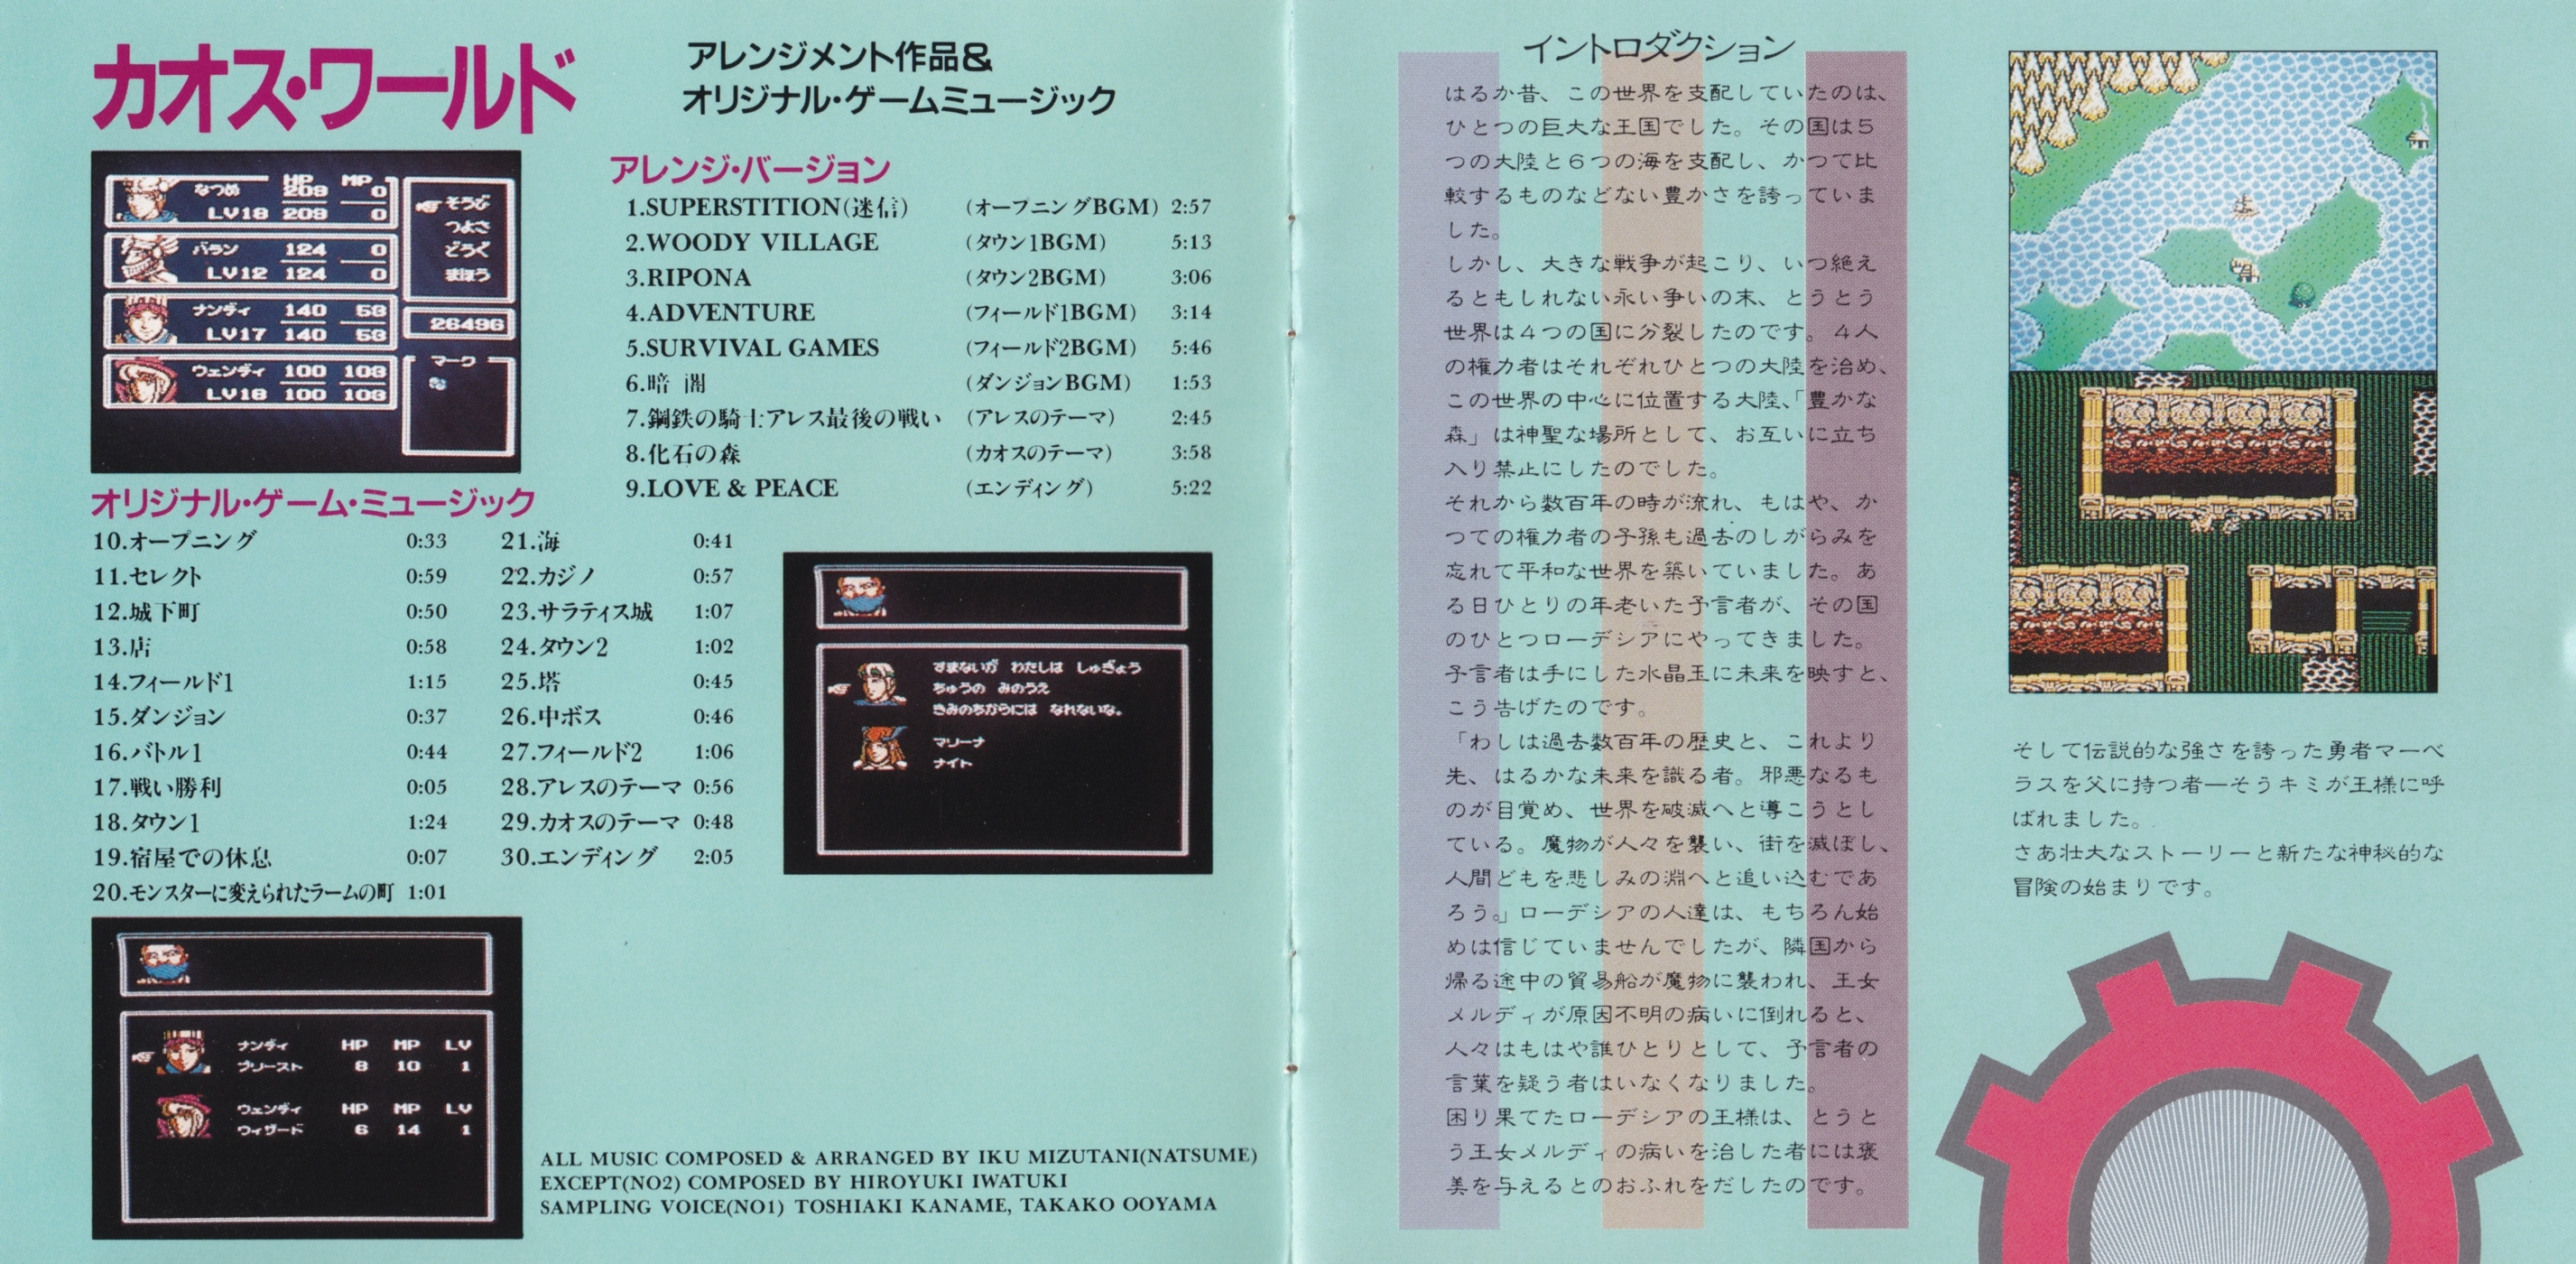 カオス・ワールド
アレンジメント作品&
オリジナル・ゲームミュージック
なつめ HP 209 MP 0
LV18 209 0
バラン 124 0
LV12 124 0
ナンディ 140 53
LV17 140 53
ウェンディ 100 103
LV18 100 103
そうび
つよさ
どうぐ
まほう
26496
マーク
アレンジ・バージョン
1.SUPERSTITION(迷信) (オープニングBGM) 2:57
2.WOODY VILLAGE (タウン1BGM) 5:13
3.RIPONA (タウン2BGM) 3:06
4.ADVENTURE (フィールド1BGM) 3:14
5.SURVIVAL GAMES (フィールド2BGM) 5:46
6.暗 闇 (ダンジョンBGM) 1:53
7.鋼鉄の騎士アレス最後の戦い (アレスのテーマ) 2:45
8.化石の森 (カオスのテーマ) 3:58
9.LOVE & PEACE (エンディング) 5:22
オリジナル・ゲーム・ミュージック
10.オープニング 0:33
11.セレクト 0:59
12.城下町 0:50
13.店 0:58
14.フィールド1 1:15
15.ダンジョン 0:37
16.バトル1 0:44
17.戦い勝利 0:05
18.タウン1 1:24
19.宿屋での休息 0:07
20.モンスターに変えられたラームの町 1:01
21.海 0:41
22.カジノ 0:57
23.サラティス城 1:07
24.タウン2 1:02
25.塔 0:45
26.中ボス 0:46
27.フィールド2 1:06
28.アレスのテーマ 0:56
29.カオスのテーマ 0:48
30.エンディング 2:05
すまないが わたしは しゅぎょう
ちゅうの みのうえ
きみのちからには なれないな。
マリーナ
ナイト
ナンディ HP MP LV
プリースト 8 10 1
ウェンディ HP MP LV
ウィザード 6 14 1
ALL MUSIC COMPOSED & ARRANGED BY IKU MIZUTANI(NATSUME)
EXCEPT(NO2) COMPOSED BY HIROYUKI IWATUKI
SAMPLING VOICE(NO1) TOSHIAKI KANAME, TAKAKO OOYAMA
イントロダクション
はるか昔、この世界を支配していたのは、
ひとつの巨大な王国でした。その国は5
つの大陸と6つの海を支配し、かつて比
較するものなどない豊かさを誇っていま
した。
しかし、大きな戦争が起こり、いつ絶え
るともしれない永い争いの末、とうとう
世界は4つの国に分裂したのです。4人
の権力者はそれぞれひとつの大陸を治め、
この世界の中心に位置する大陸、「豊かな
森」は神聖な場所として、お互いに立ち
入り禁止にしたのでした。
それから数百年の時が流れ、もはや、か
つての権力者の子孫も過去のしがらみを
忘れて平和な世界を築いていました。あ
る日ひとりの年老いた予言者が、その国
のひとつローデシアにやってきました。
予言者は手にした水晶玉に未来を映すと、
こう告げたのです。
「わしは過去数百年の歴史と、これより
先、はるかな未来を識る者。邪悪なるも
のが目覚め、世界を破滅へと導こうとし
ている。魔物が人々を襲い、街を滅ぼし、
人間どもを悲しみの淵へと追い込むであ
ろう。」ローデシアの人達は、もちろん始
めは信じていませんでしたが、隣国から
帰る途中の貿易船が魔物に襲われ、王女
メルディが原因不明の病いに倒れると、
人々はもはや誰ひとりとして、予言者の
言葉を疑う者はいなくなりました。
困り果てたローデシアの王様は、とうと
う王女メルディの病いを治した者には褒
美を与えるとのおふれをだしたのです。
そして伝説的な強さを誇った勇者マーベ
ラスを父に持つ者—そうキミが王様に呼
ばれました。
さあ壮大なストーリーと新たな神秘的な
冒険の始まりです。